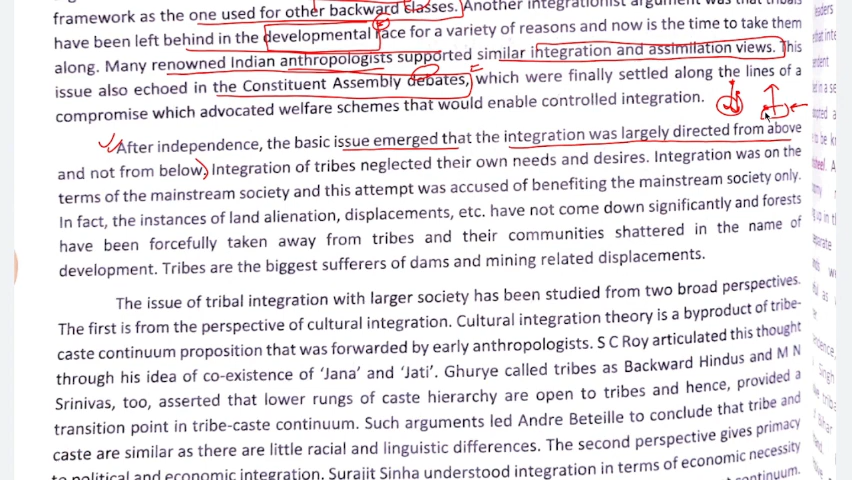 framework as the one used for other backward classes. Another integrationist argument was that tribals
have been left behind in the developmental race for a variety of reasons and now is the time to take them
along. Many renowned Indian anthropologists supported similar integration and assimilation views. This
issue also echoed in the Constituent Assembly debates, which were finally settled along the lines of a
compromise which advocated welfare schemes that would enable controlled integration.
After independence, the basic issue emerged that the integration was largely directed from above
and not from below. Integration of tribes neglected their own needs and desires. Integration was on the
terms of the mainstream society and this attempt was accused of benefiting the mainstream society only.
In fact, the instances of land alienation, displacements, etc. have not come down significantly and forests
have been forcefully taken away from tribes and their communities shattered in the name of
development. Tribes are the biggest sufferers of dams and mining related displacements.
The issue of tribal integration with larger society has been studied from two broad perspectives.
The first is from the perspective of cultural integration. Cultural integration theory is a byproduct of tribe-
caste continuum proposition that was forwarded by early anthropologists. S C Roy articulated this thought
through his idea of co-existence of 'Jana' and 'Jati'. Ghurye called tribes as Backward Hindus and M N
Srinivas, too, asserted that lower rungs of caste hierarchy are open to tribes and hence, provided a
transition point in tribe-caste continuum. Such arguments led Andre Beteille to conclude that tribe and
caste are similar as there are little racial and linguistic differences. The second perspective gives primacy
to political and economic integration. Surajit Sinha understood integration in terms of economic necessity
continuum.